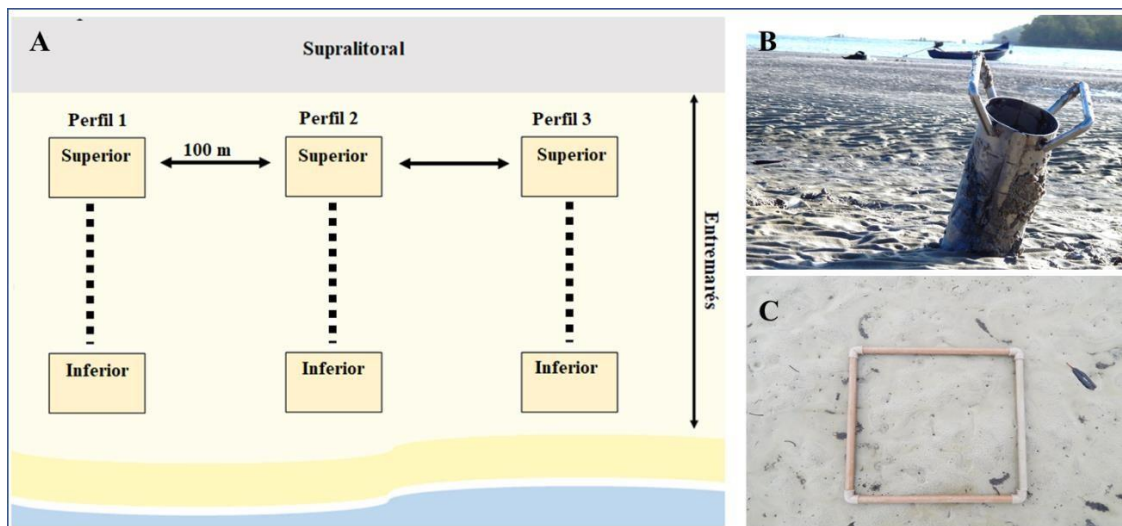 A
Supralitoral
Perfil 1
Perfil 2
Perfil 3
Superior
100 m
Superior
Superior
Entremarés
Inferior
Inferior
Inferior
B
C